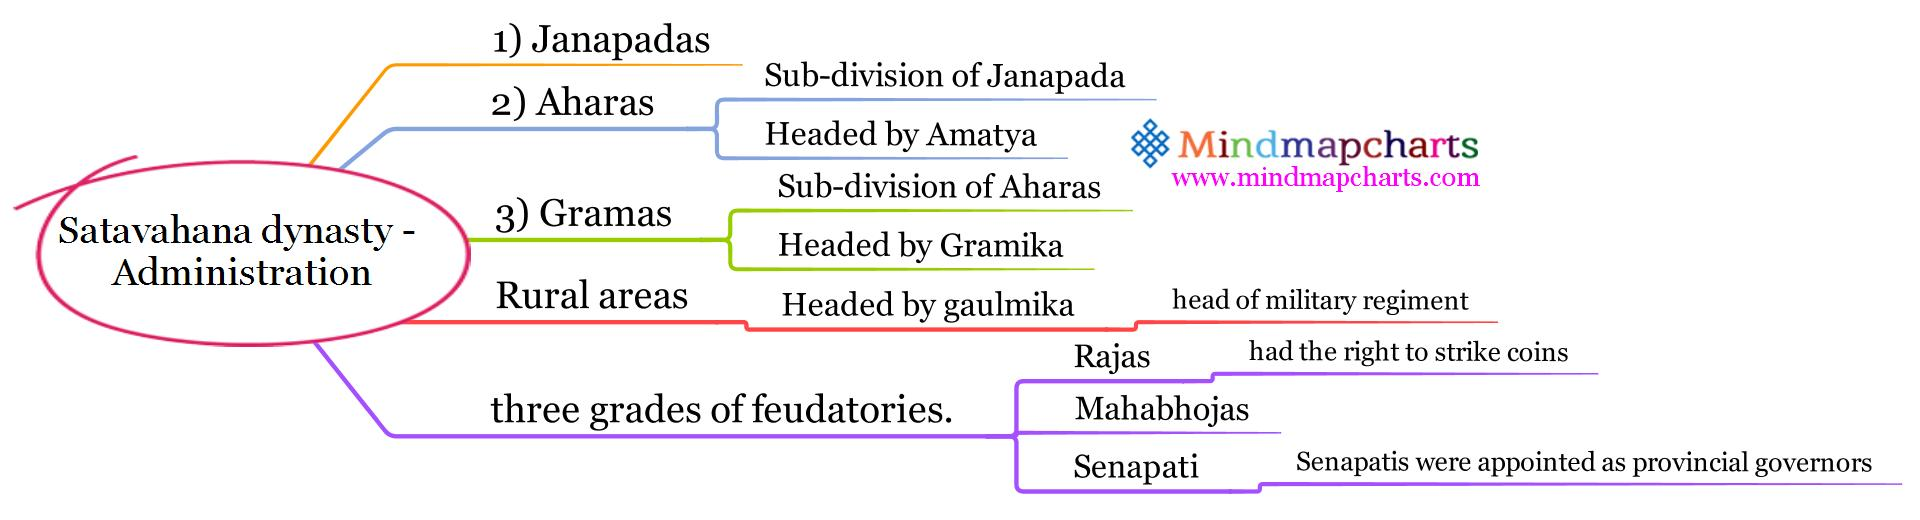 Satavahana dynasty -
Administration
1) Janapadas
2) Aharas
Sub-division of Janapada
Headed by Amatya
3) Gramas
Sub-division of Aharas
Headed by Gramika
Rural areas
Headed by gaulmika
head of military regiment
three grades of feudatories.
Rajas
had the right to strike coins
Mahabhojas
Senapati
Senapatis were appointed as provincial governors
Mindmapcharts
www.mindmapcharts.com